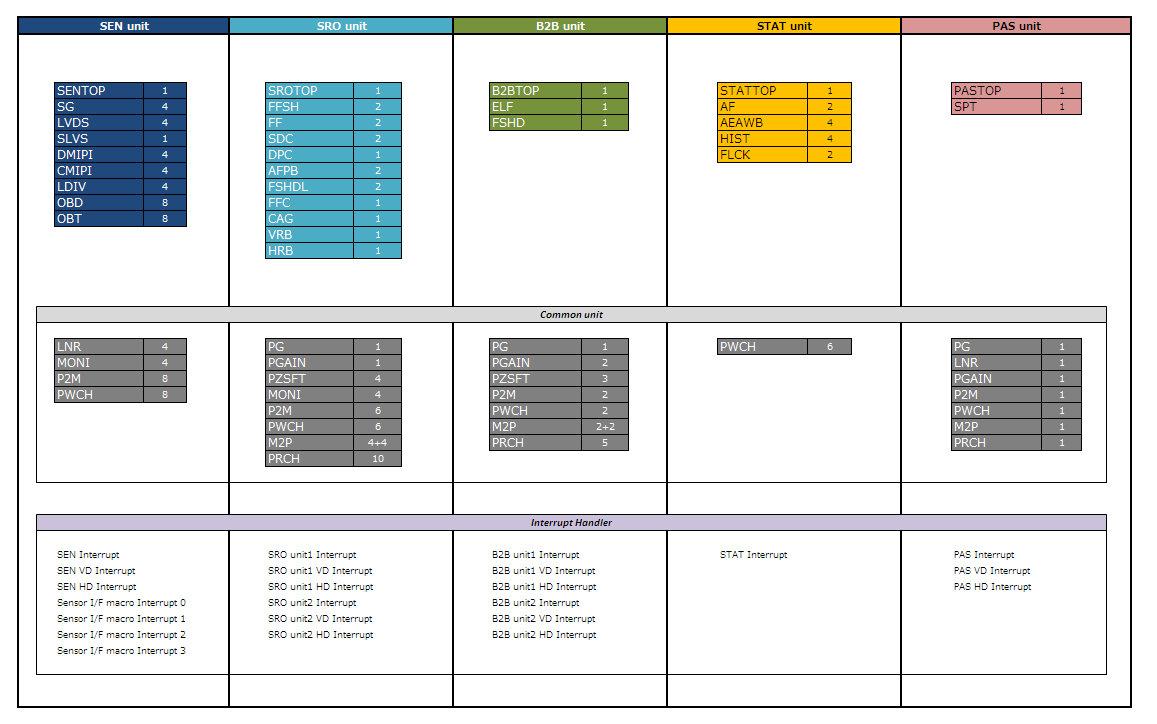 SEN unit SRO unit B2B unit STAT unit PAS unit
SENTOP 1 SROTOP 1 B2BTOP 1 STATTOP 1 PASTOP 1
SG 4 FFSH 2 ELF 1 AF 2 SPT 1
LVDS 4 FF 2 FSHD 1 AEAWB 4
SLVS 1 SDC 2 HIST 4
DMIPI 4 DPC 1 FLCK 2
CMIPI 4 AFPB 2
LDIV 4 FSHDL 2
OBD 8 FFC 1
OBT 8 CAG 1
VRB 1
HRB 1
Common unit
LNR 4 PG 1 PG 1 PWCH 6 PG 1
MONI 4 PGAIN 1 PGAIN 2 LNR 1
P2M 8 PZSFT 4 PZSFT 3 PGAIN 1
PWCH 8 MONI 4 P2M 2 P2M 1
P2M 6 PWCH 2 PWCH 1
PWCH 6 M2P 2+2 M2P 1
M2P 4+4 PRCH 5 PRCH 1
PRCH 10
Interrupt Handler
SEN Interrupt SRO unit1 Interrupt B2B unit1 Interrupt STAT Interrupt PAS Interrupt
SEN VD Interrupt SRO unit1 VD Interrupt B2B unit1 VD Interrupt PAS VD Interrupt
SEN HD Interrupt SRO unit1 HD Interrupt B2B unit1 HD Interrupt PAS HD Interrupt
Sensor I/F macro Interrupt 0 SRO unit2 Interrupt B2B unit2 Interrupt
Sensor I/F macro Interrupt 1 SRO unit2 VD Interrupt B2B unit2 VD Interrupt
Sensor I/F macro Interrupt 2 SRO unit2 HD Interrupt B2B unit2 HD Interrupt
Sensor I/F macro Interrupt 3